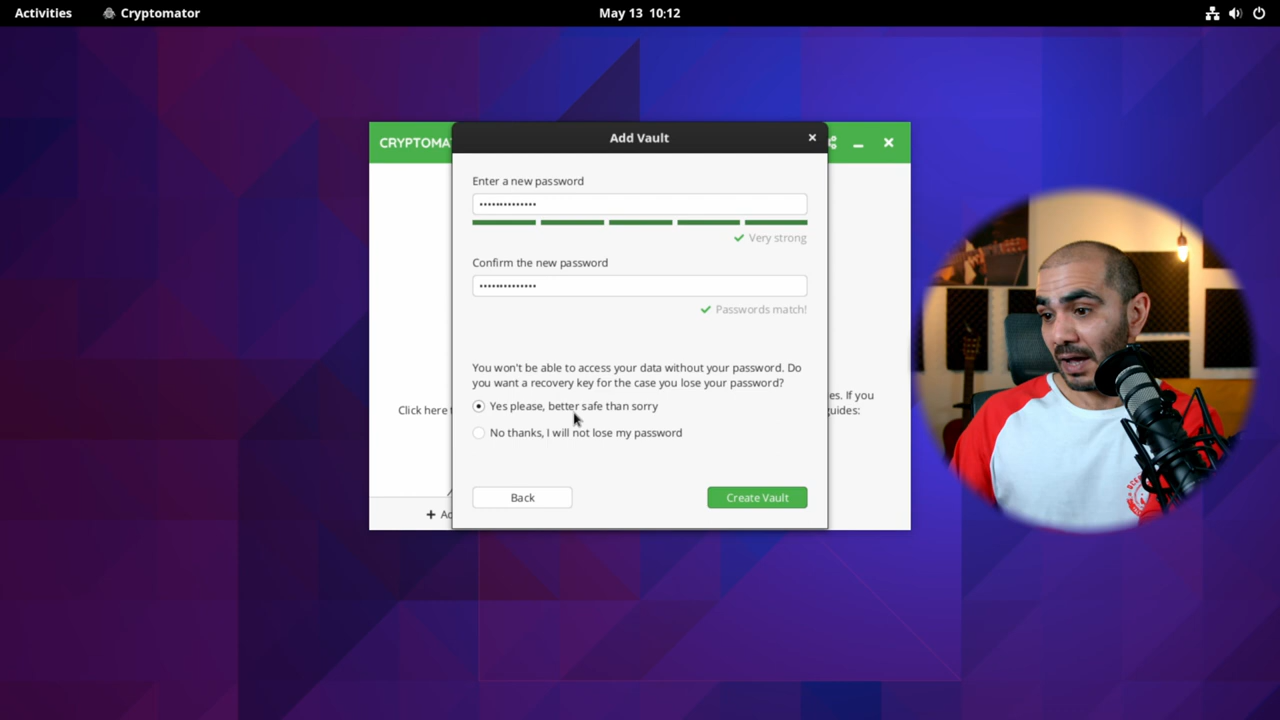 Activities Cryptomator May 13 10:12
Add Vault
CRYPTOMA
Enter a new password
••••••••••••••
Very strong
Confirm the new password
••••••••••••••
Passwords match!
You won't be able to access your data without your password. Do
you want a recovery key for the case you lose your password?
es. If you
Yes please, better safe than sorry
Click here
guides:
No thanks, I will not lose my password
Back
Create Vault
+ Ad